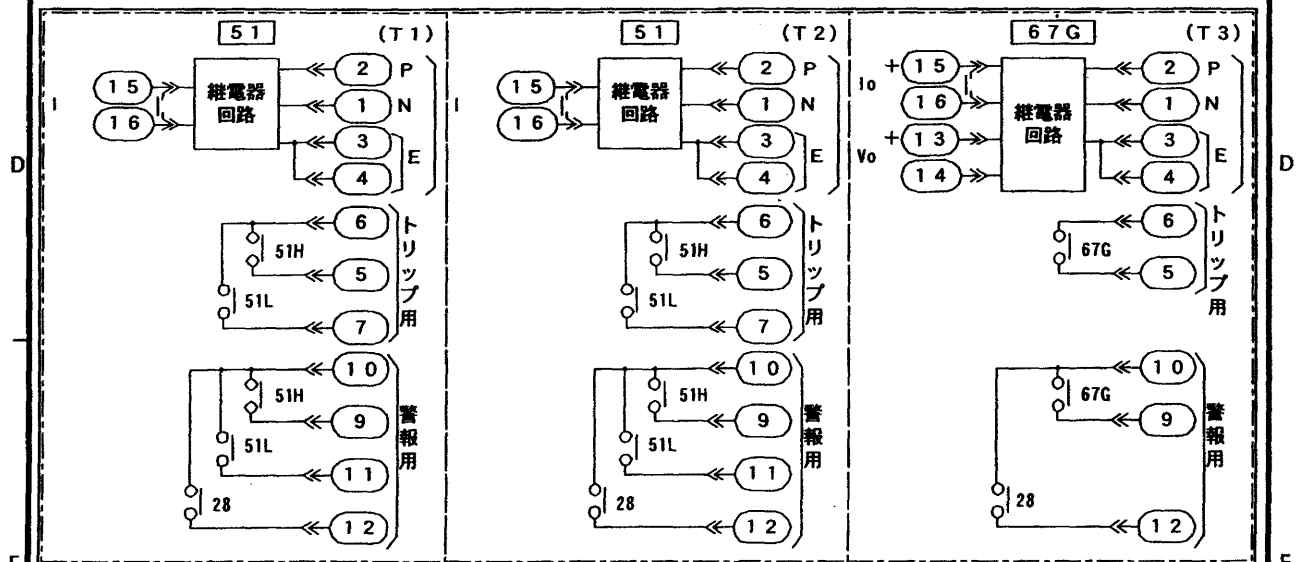 51 (T1)
I
15
16
継電器
回路
2 P
1 N
3
4
E
6
51H
5
51L
7
トリップ用
10
51H
9
51L
11
28
12
警報用
51 (T2)
I
15
16
継電器
回路
2 P
1 N
3
4
E
6
51H
5
51L
7
トリップ用
10
51H
9
51L
11
28
12
警報用
67G (T3)
Io
+15
16
Vo
+13
14
継電器
回路
2 P
1 N
3
4
E
6
67G
5
トリップ用
10
67G
9
28
12
警報用
D
D